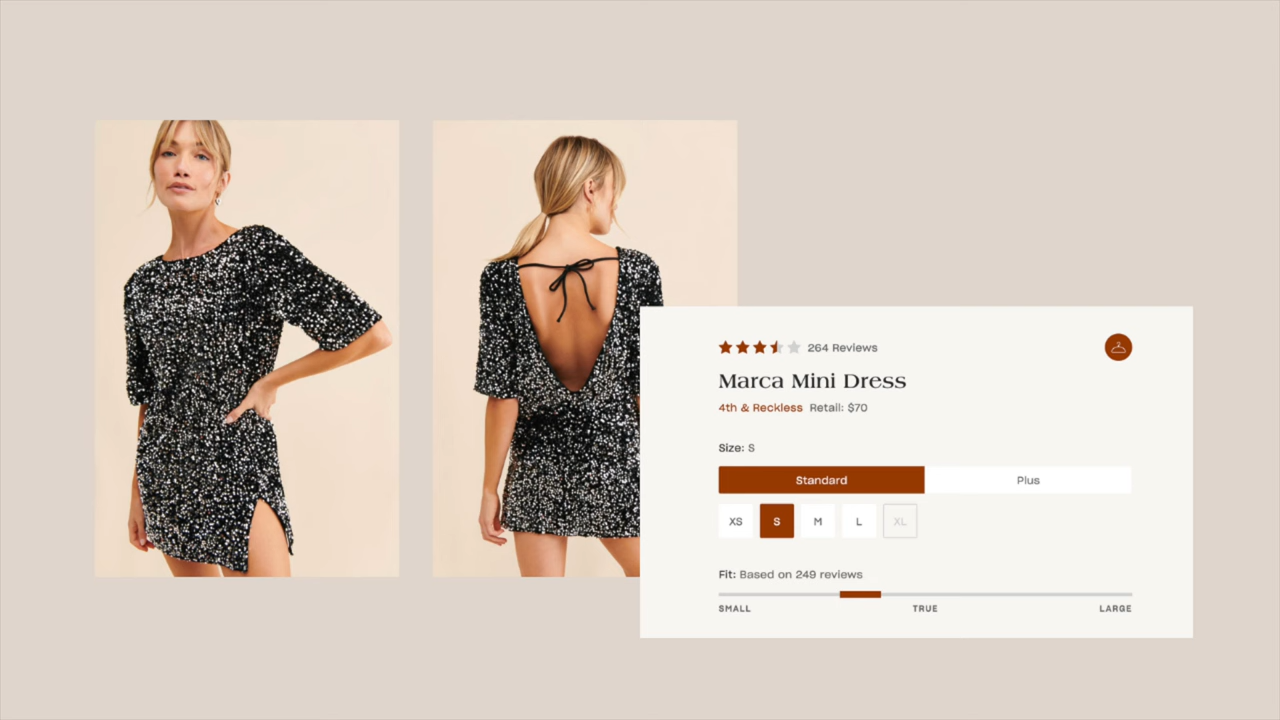 264 Reviews
Marca Mini Dress
4th & Reckless Retail: $70
Size: S
Standard Plus
XS S M L XL
Fit: Based on 249 reviews
SMALL TRUE LARGE